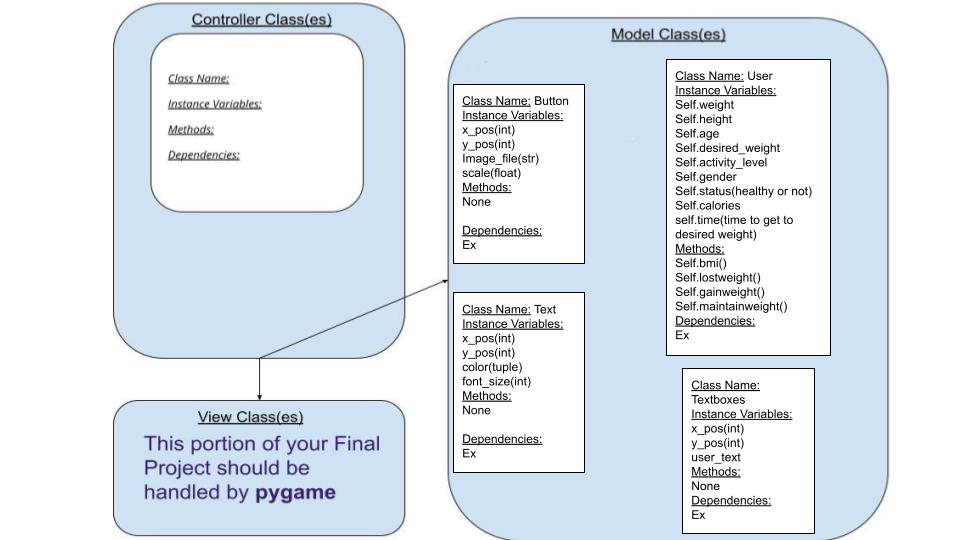 Controller Class(es)
Class Name:
Instance Variables:
Methods:
Dependencies:
View Class(es)
This portion of your Final
Project should be
handled by pygame
Model Class(es)
Class Name: Button
Instance Variables:
x_pos(int)
y_pos(int)
Image_file(str)
scale(float)
Methods:
None
Dependencies:
Ex
Class Name: Text
Instance Variables:
x_pos(int)
y_pos(int)
color(tuple)
font_size(int)
Methods:
None
Dependencies:
Ex
Class Name: User
Instance Variables:
Self.weight
Self.height
Self.age
Self.desired_weight
Self.activity_level
Self.gender
Self.status(healthy or not)
Self.calories
self.time(time to get to
desired weight)
Methods:
Self.bmi()
Self.lostweight()
Self.gainweight()
Self.maintainweight()
Dependencies:
Ex
Class Name:
Textboxes
Instance Variables:
x_pos(int)
y_pos(int)
user_text
Methods:
None
Dependencies:
Ex